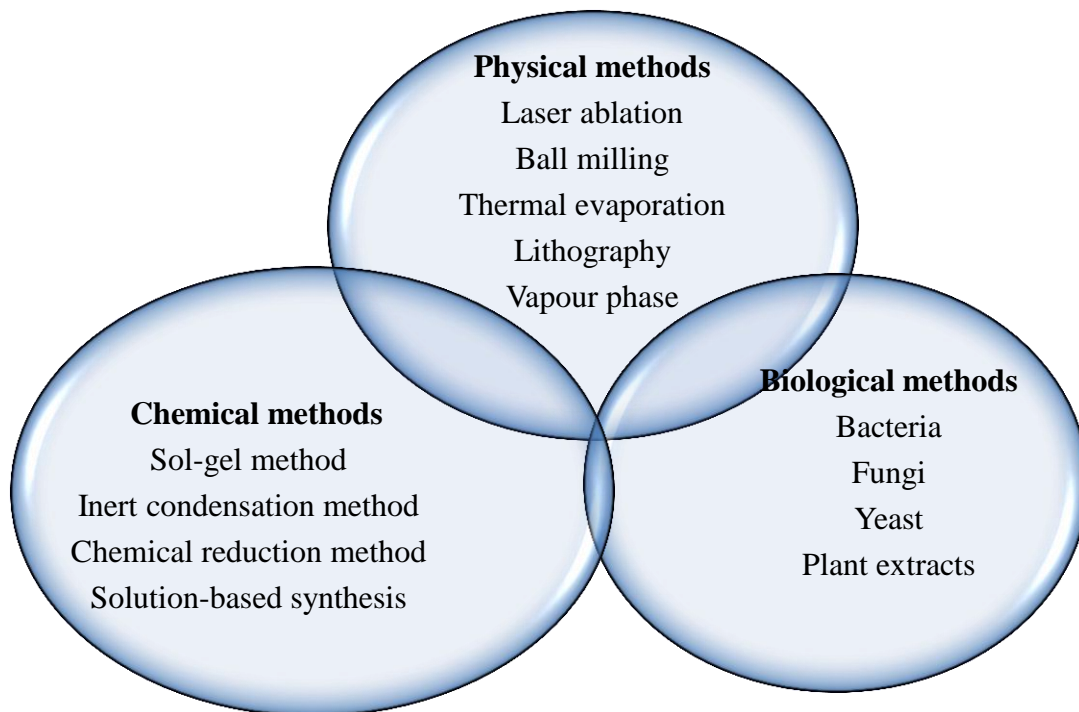 Physical methods
Laser ablation
Ball milling
Thermal evaporation
Lithography
Vapour phase
Chemical methods
Sol-gel method
Inert condensation method
Chemical reduction method
Solution-based synthesis
Biological methods
Bacteria
Fungi
Yeast
Plant extracts